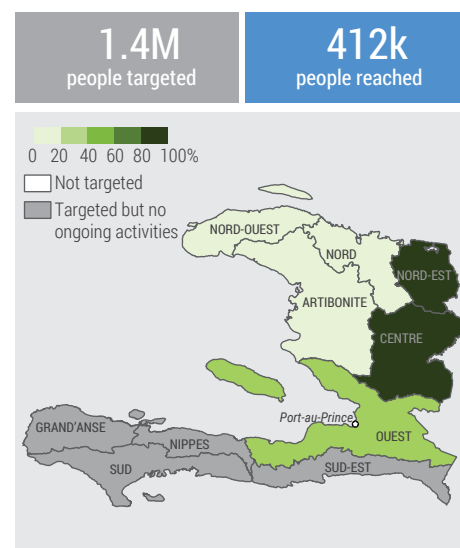 1.4M
people targeted
412k
people reached
0 20 40 60 80 100%
Not targeted
Targeted but no
ongoing activities
NORD-OUEST
NORD
NORD-EST
ARTIBONITE
CENTRE
Port-au-Prince
GRAND'ANSE
NIPPES
OUEST
SUD
SUD-EST